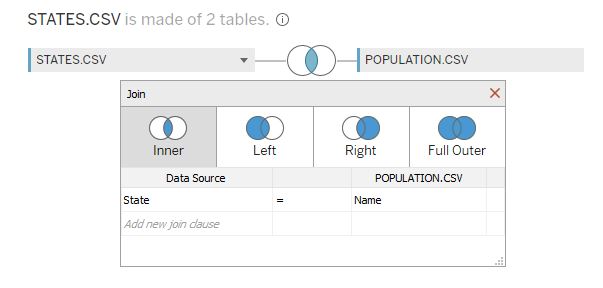 STATES.CSV is made of 2 tables.
STATES.CSV POPULATION.CSV
Join
Inner Left Right Full Outer
Data Source POPULATION.CSV
State = Name
Add new join clause